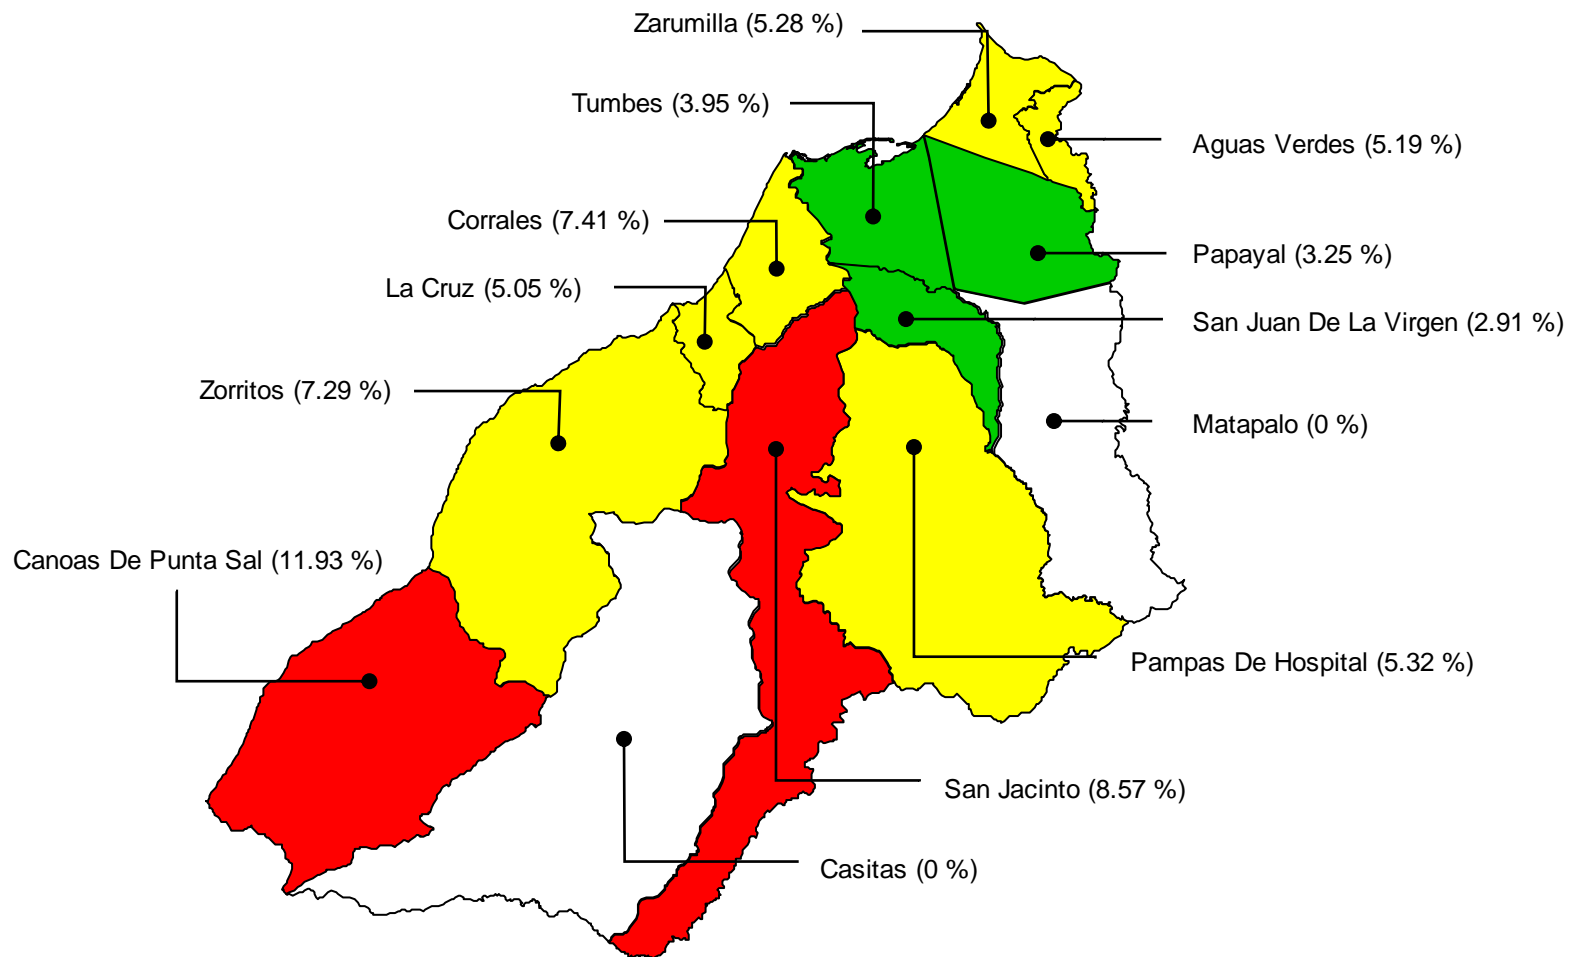 Zarumilla (5.28 %)
Tumbes (3.95 %)
Aguas Verdes (5.19 %)
Corrales (7.41 %)
Papayal (3.25 %)
La Cruz (5.05 %)
San Juan De La Virgen (2.91 %)
Zorritos (7.29 %)
Matapalo (0 %)
Canoas De Punta Sal (11.93 %)
Pampas De Hospital (5.32 %)
San Jacinto (8.57 %)
Casitas (0 %)